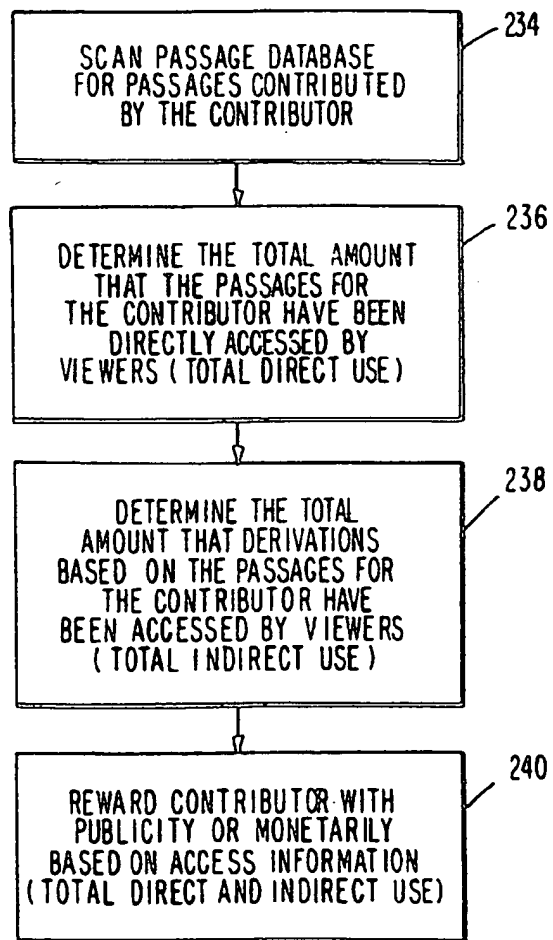 SCAN PASSAGE DATABASE
FOR PASSAGES CONTRIBUTED
BY THE CONTRIBUTOR
234
DETERMINE THE TOTAL AMOUNT
THAT THE PASSAGES FOR
THE CONTRIBUTOR HAVE BEEN
DIRECTLY ACCESSED BY
VIEWERS (TOTAL DIRECT USE)
236
DETERMINE THE TOTAL
AMOUNT THAT DERIVATIONS
BASED ON THE PASSAGES FOR
THE CONTRIBUTOR HAVE
BEEN ACCESSED BY VIEWERS
(TOTAL INDIRECT USE)
238
REWARD CONTRIBUTOR WITH
PUBLICITY OR MONETARILY
BASED ON ACCESS INFORMATION
(TOTAL DIRECT AND INDIRECT USE)
240